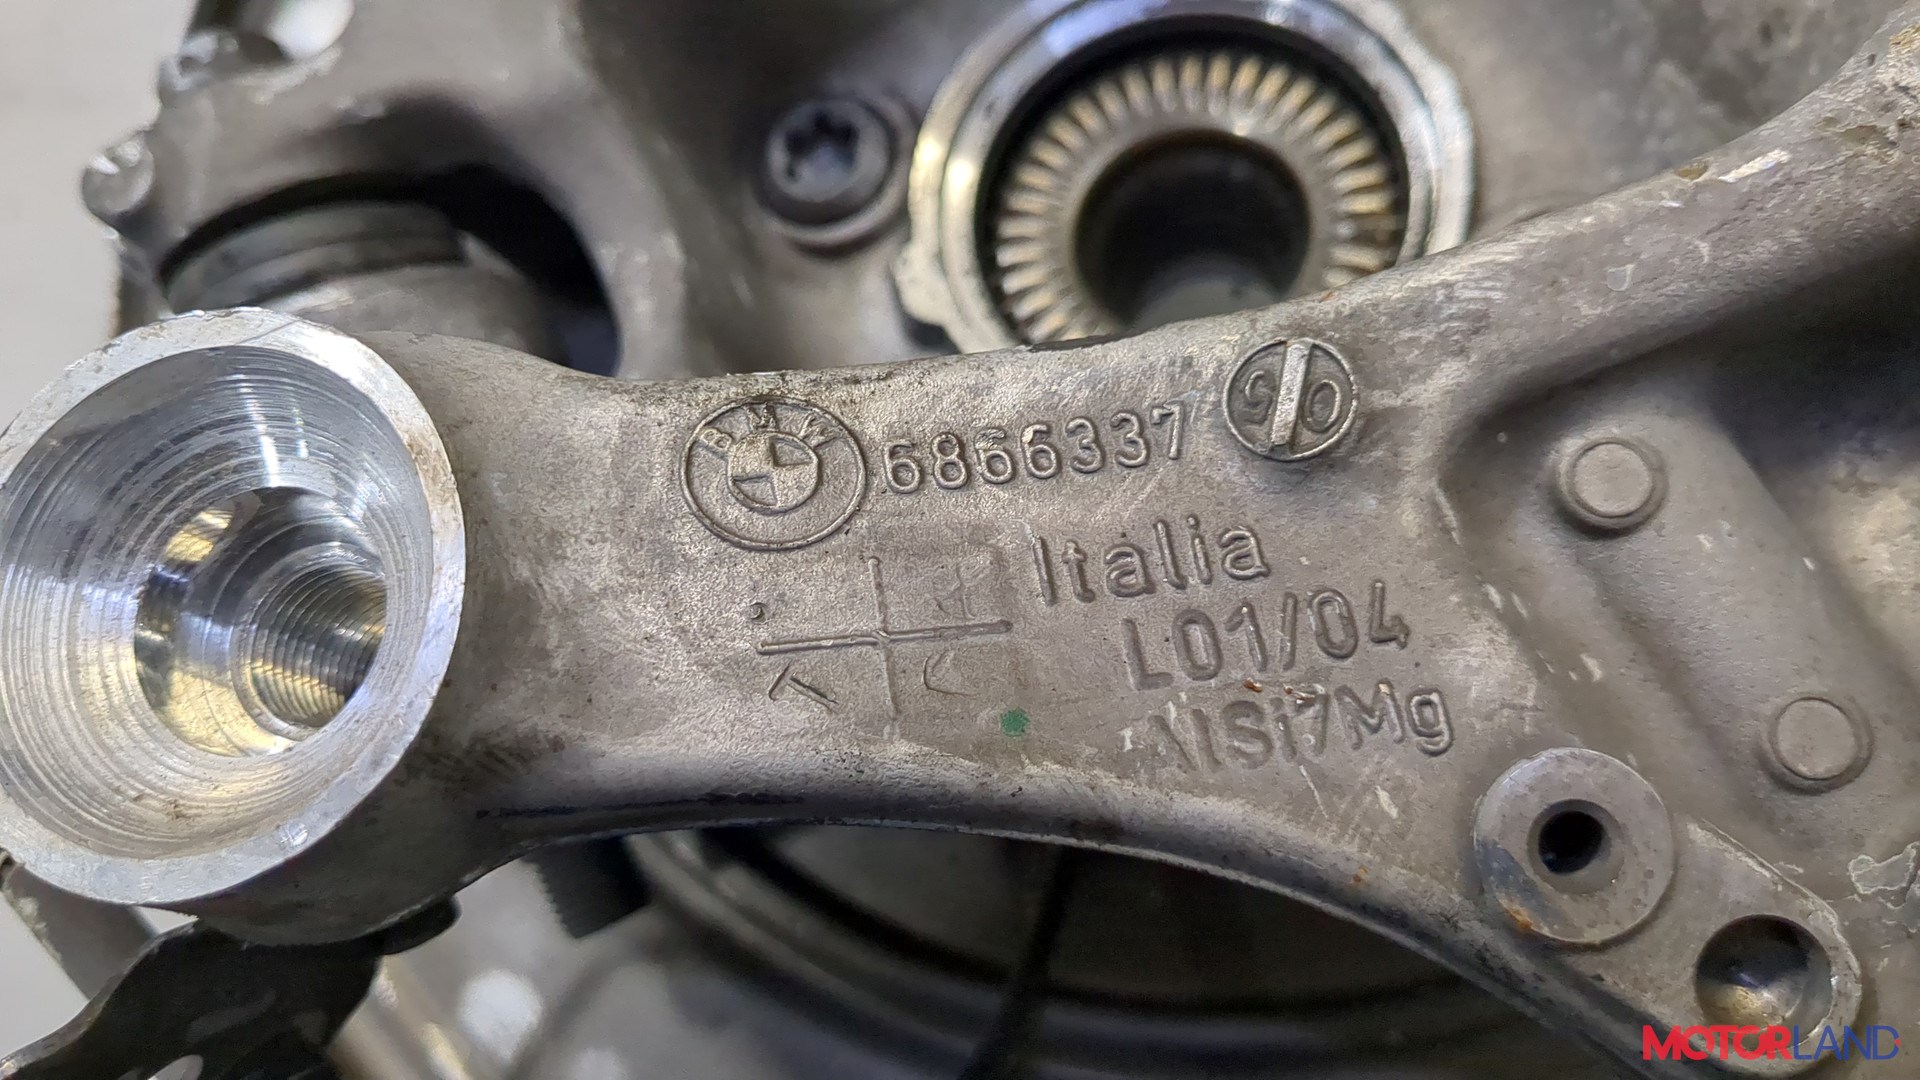 BMW
6866337
Italia
L01/04
AlSi7Mg
MOTORLAND